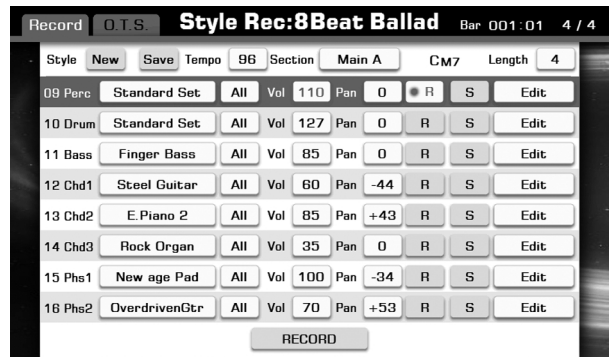 Record O.T.S. Style Rec:8Beat Ballad Bar 001:01 4 / 4
Style New Save Tempo 96 Section Main A CM7 Length 4
09 Perc Standard Set All Vol 110 Pan 0 R S Edit
10 Drum Standard Set All Vol 127 Pan 0 R S Edit
11 Bass Finger Bass All Vol 85 Pan 0 R S Edit
12 Chd1 Steel Guitar All Vol 60 Pan -44 R S Edit
13 Chd2 E.Piano 2 All Vol 85 Pan +43 R S Edit
14 Chd3 Rock Organ All Vol 35 Pan 0 R S Edit
15 Phs1 New age Pad All Vol 100 Pan -34 R S Edit
16 Phs2 OverdrivenGtr All Vol 70 Pan +53 R S Edit
RECORD